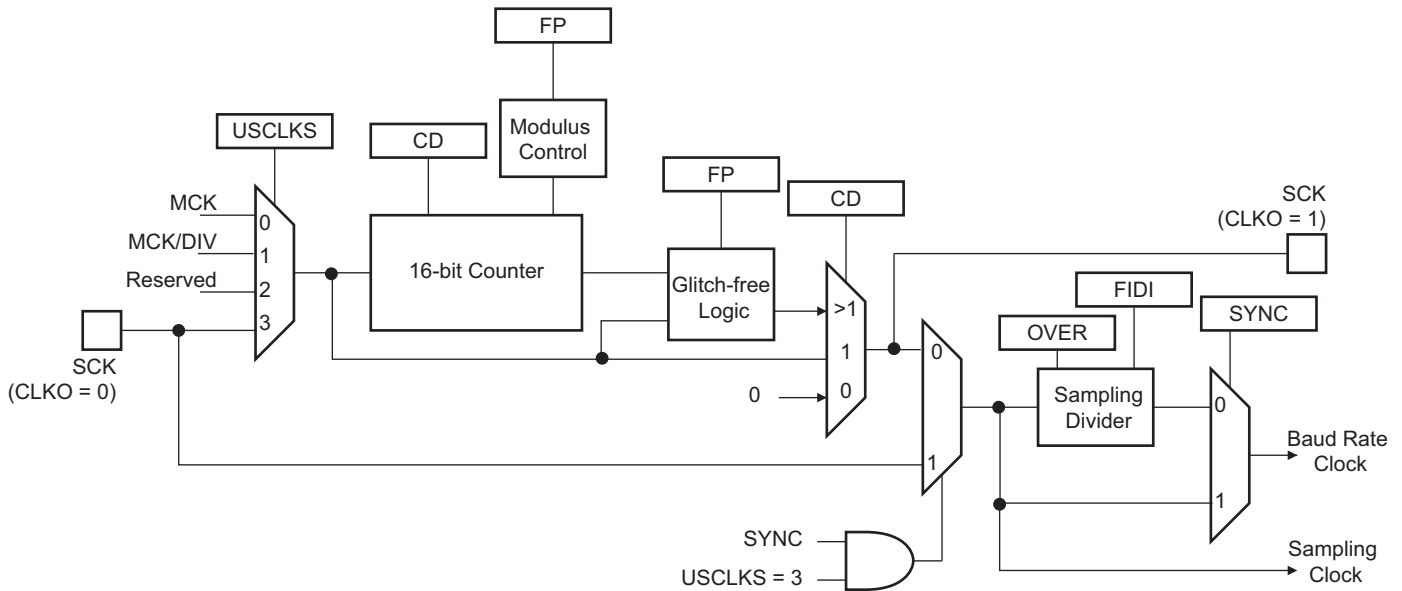 FP
USCLKS
CD
Modulus
Control
FP
CD
SCK
(CLKO = 1)
MCK
0
MCK/DIV
1
Reserved
2
3
16-bit Counter
Glitch-free
Logic
>1
1
0
0
FIDI
OVER
SYNC
SCK
(CLKO = 0)
0
1
Sampling
Divider
0
1
Baud Rate
Clock
SYNC
USCLKS = 3
Sampling
Clock